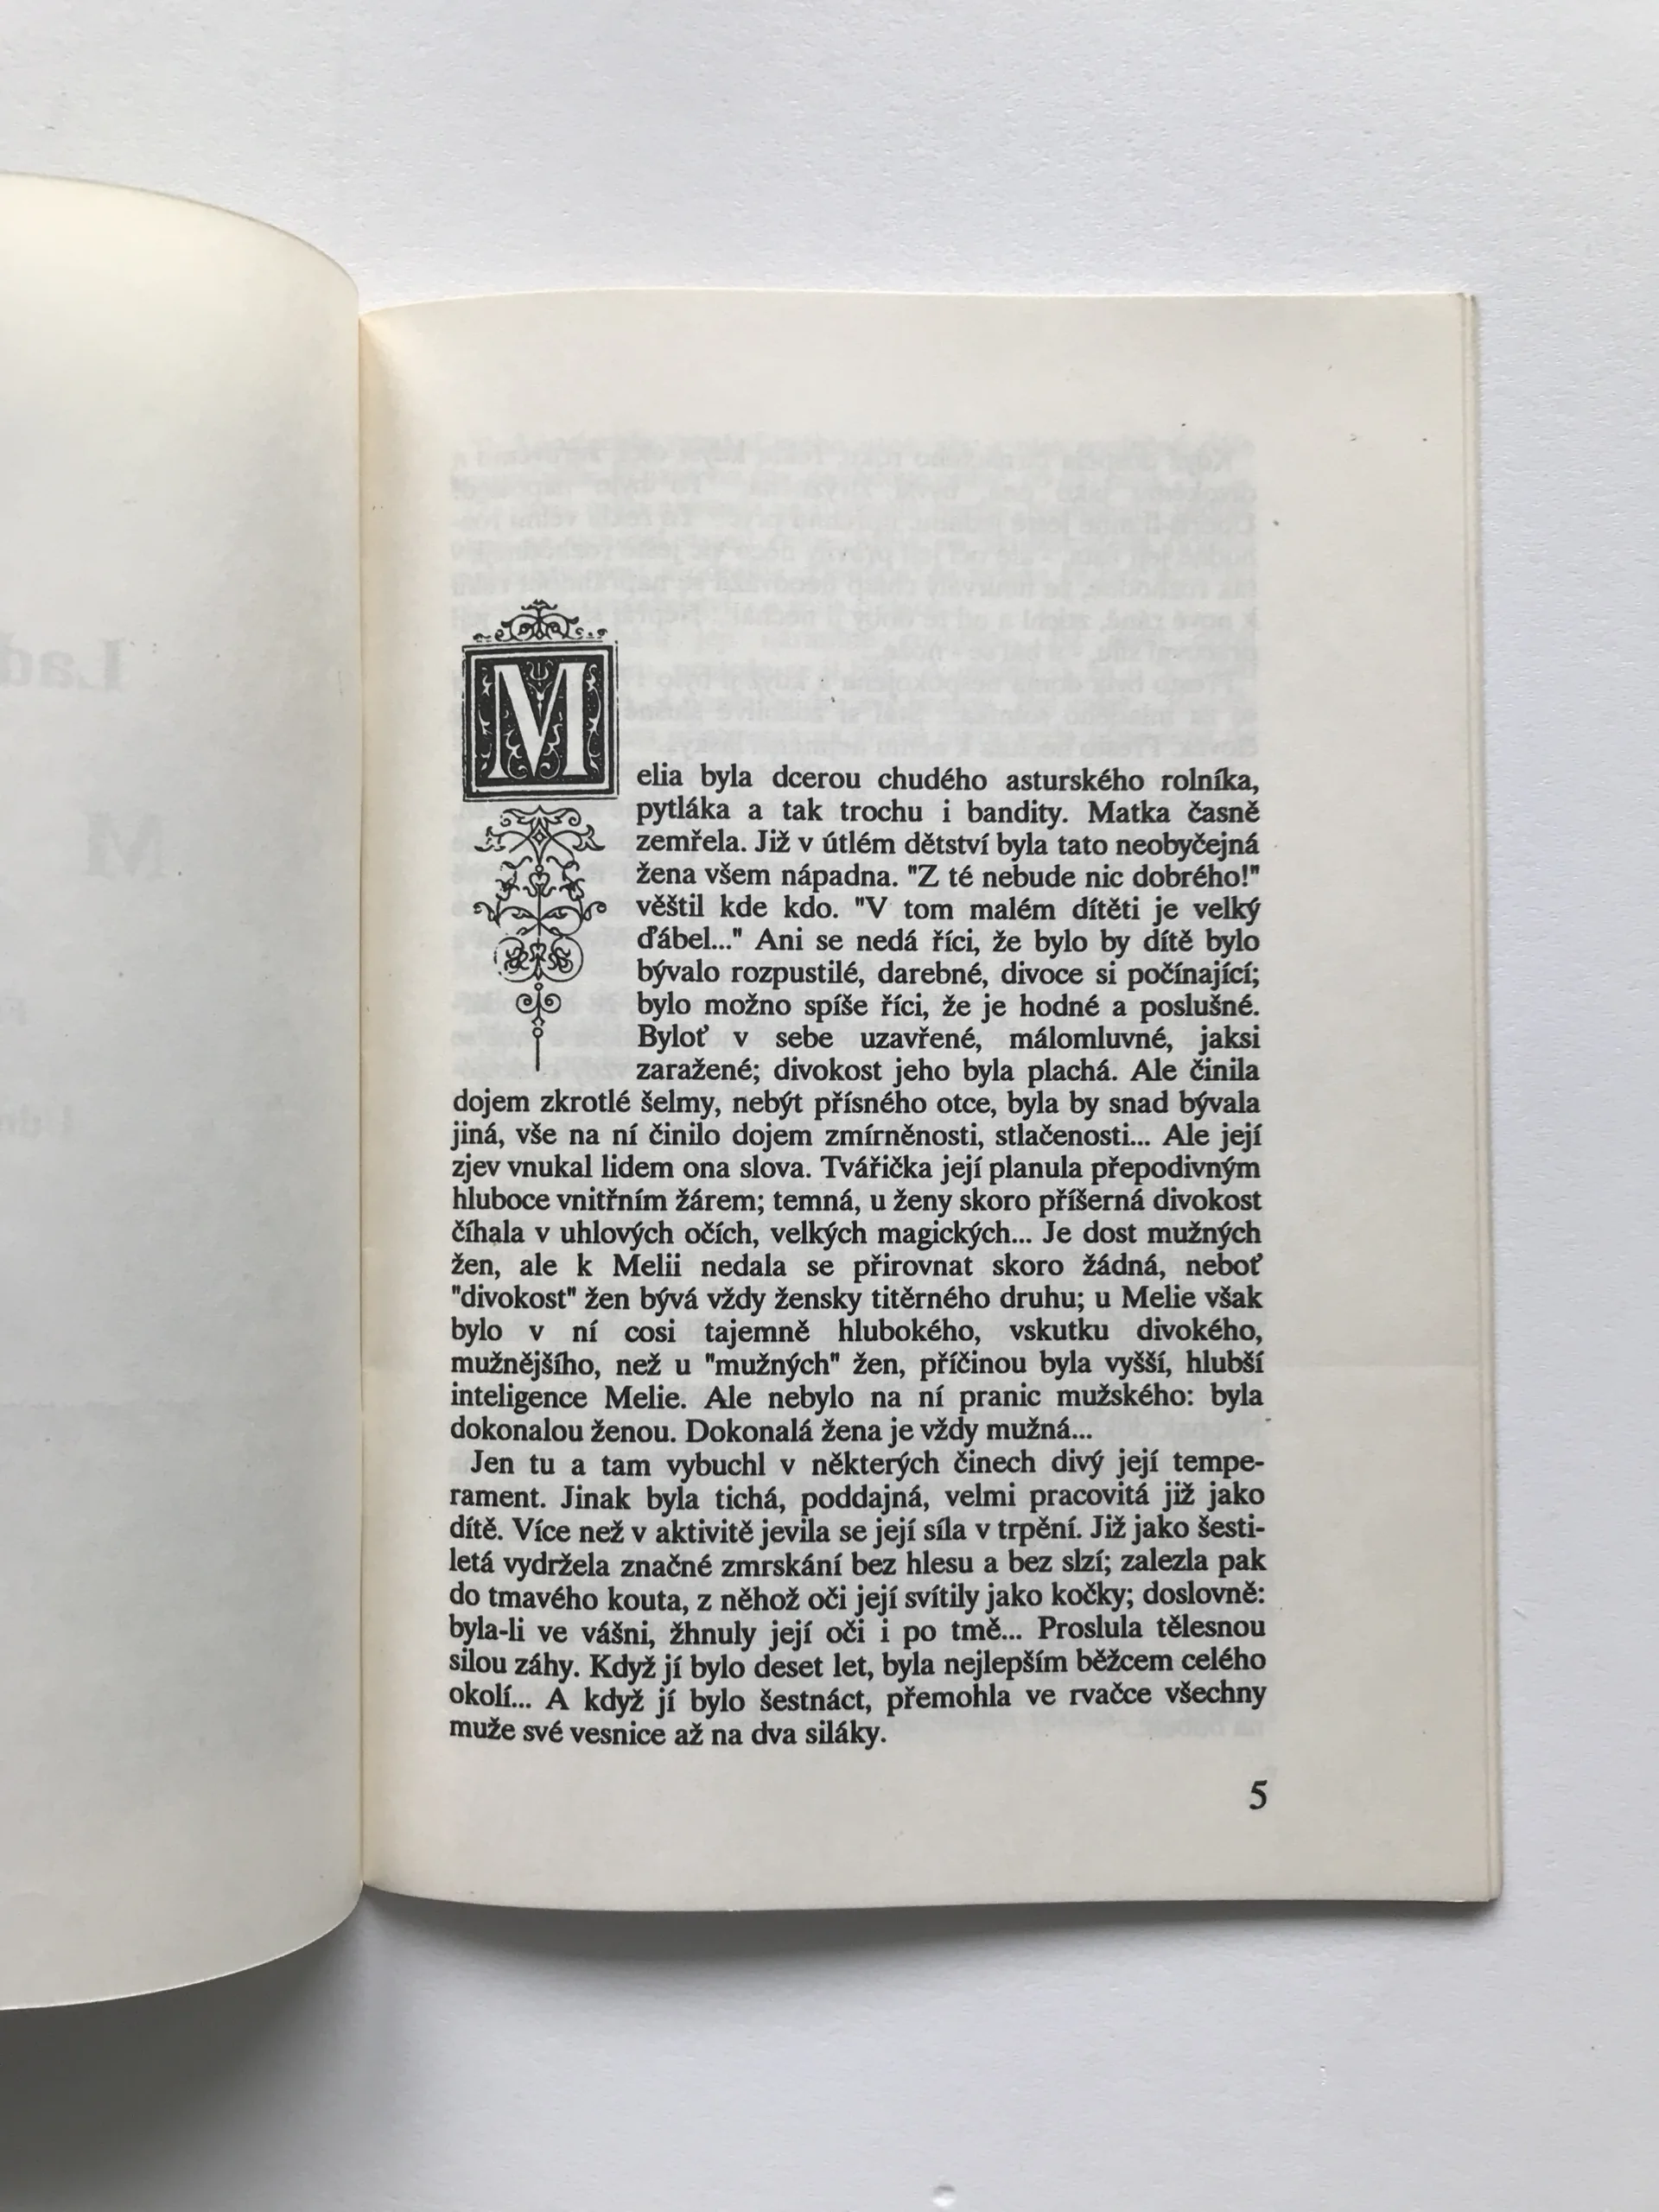 Melia byla dcerou chudého asturského rolníka,
pytláka a tak trochu i bandity. Matka časně
zemřela. Již v útlém dětství byla tato neobyčejná
žena všem nápadna. "Z té nebude nic dobrého!"
věštil kde kdo. "V tom malém dítěti je velký
ďábel..." Ani se nedá říci, že bylo by dítě bylo
bývalo rozpustilé, darebné, divoce si počínající;
bylo možno spíše říci, že je hodné a poslušné.
Byloť v sebe uzavřené, málomluvné, jaksi
zaražené; divokost jeho byla plachá. Ale činila
dojem zkrotlé šelmy, nebýt přísného otce, byla by snad bývala
jiná, vše na ní činilo dojem zmírněnosti, stlačenosti... Ale její
zjev vnukal lidem ona slova. Tvářička její planula přepodivným
hluboce vnitřním žárem; temná, u ženy skoro příšerná divokost
číhala v uhlových očích, velkých magických... Je dost mužných
žen, ale k Melii nedala se přirovnat skoro žádná, neboť
"divokost" žen bývá vždy žensky titěrného druhu; u Melie však
bylo v ní cosi tajemně hlubokého, vskutku divokého,
mužnějšího, než u "mužných" žen, příčinou byla vyšší, hlubší
inteligence Melie. Ale nebylo na ní pranic mužského: byla
dokonalou ženou. Dokonalá žena je vždy mužná...
Jen tu a tam vybuchl v některých činech divý její tempe-
rament. Jinak byla tichá, poddajná, velmi pracovitá již jako
dítě. Více než v aktivitě jevila se její síla v trpění. Již jako šesti-
letá vydržela značné zmrskání bez hlesu a bez slzí; zalezla pak
do tmavého kouta, z něhož oči její svítily jako kočky; doslovně:
byla-li ve vášni, žhnuly její oči i po tmě... Proslula tělesnou
silou záhy. Když jí bylo deset let, byla nejlepším běžcem celého
okolí... A když jí bylo šestnáct, přemohla ve rvačce všechny
muže své vesnice až na dva siláky.
5